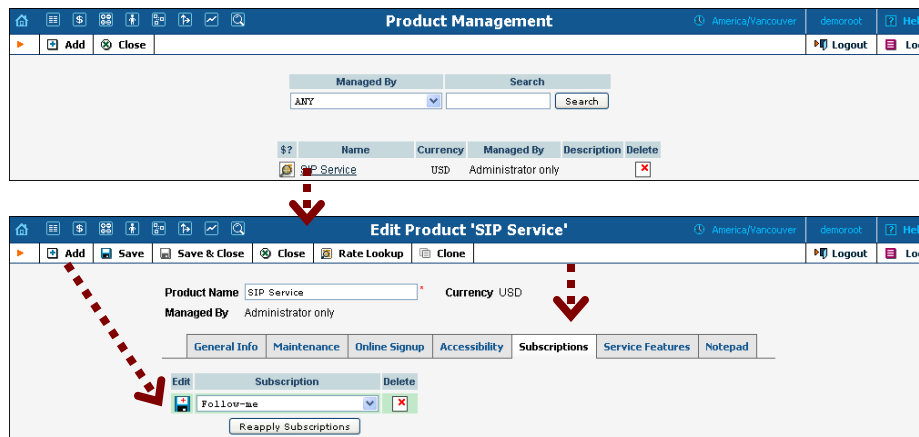 Product Management America/Vancouver demoroot Hel
Add Close Logout Lo
Managed By Search
ANY Search
$? Name Currency Managed By Description Delete
SIP Service USD Administrator only
Edit Product 'SIP Service' America/Vancouver demoroot Hel
Add Save Save & Close Close Rate Lookup Clone Logout Lo
Product Name SIP Service * Currency USD
Managed By Administrator only
General Info Maintenance Online Signup Accessibility Subscriptions Service Features Notepad
Edit Subscription Delete
Follow-me
Reapply Subscriptions